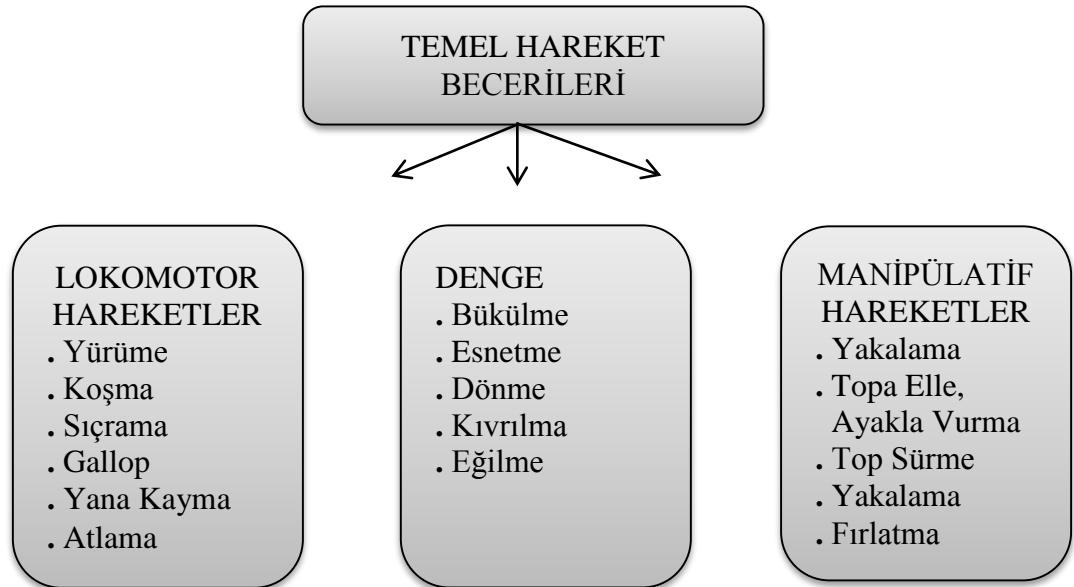 TEMEL HAREKET
BECERİLERİ
LOKOMOTOR
HAREKETLER
. Yürüme
. Koşma
. Sıçrama
. Gallop
. Yana Kayma
. Atlama
DENGE
. Bükülme
. Esnetme
. Dönme
. Kıvrılma
. Eğilme
MANİPÜLATİF
HAREKETLER
. Yakalama
. Topa Elle,
Ayakla Vurma
. Top Sürme
. Yakalama
. Fırlatma